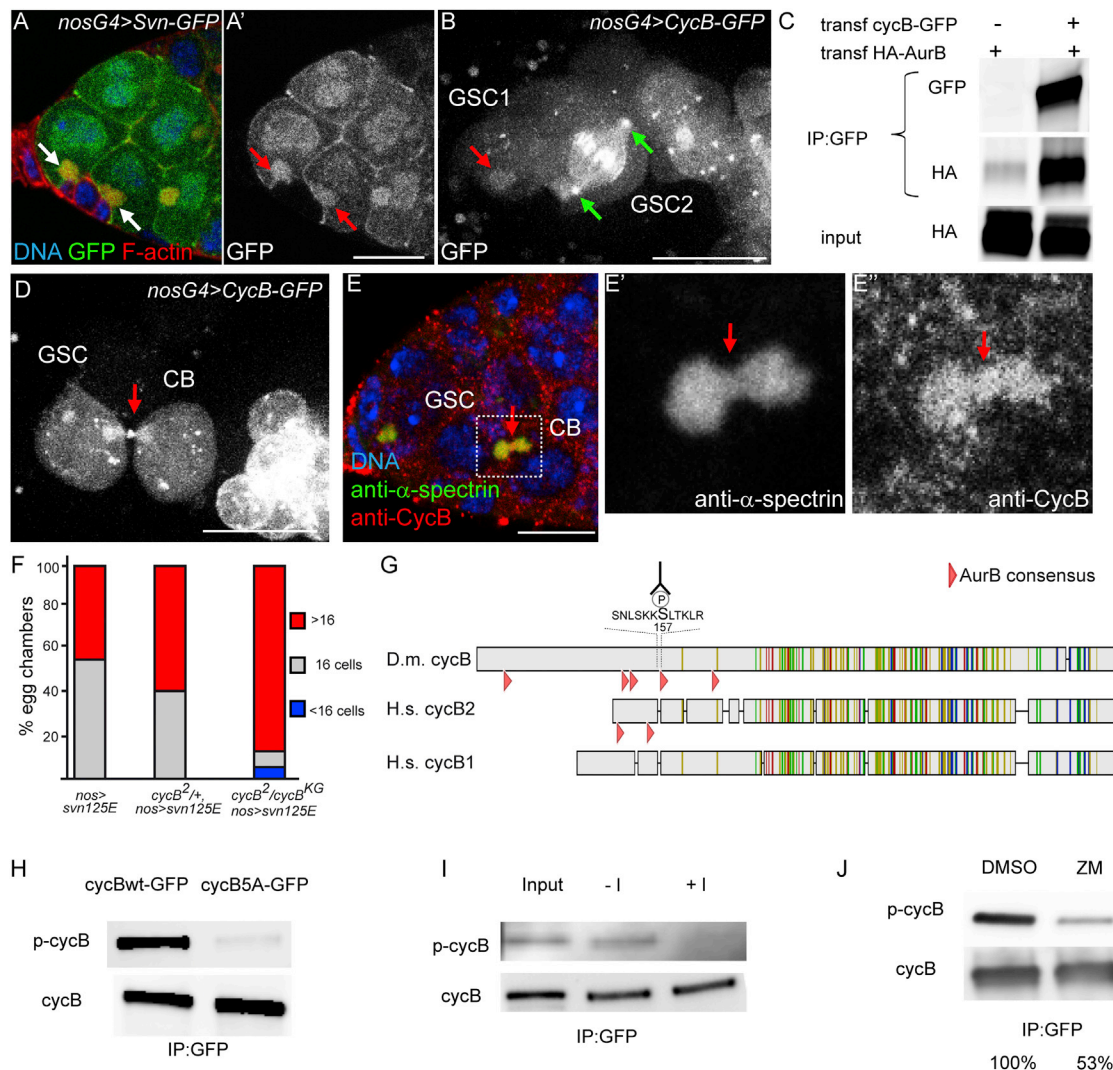 A
nosG4>Svn-GFP
DNA GFP F-actin
A'
GFP
B
nosG4>CycB-GFP
GSC1
GSC2
GFP
C
transf cycB-GFP - +
transf HA-AurB + +
GFP
IP:GFP
HA
input HA
D
nosG4>CycB-GFP
GSC
CB
E
GSC
CB
DNA
anti-α-spectrin
anti-CycB
E'
anti-α-spectrin
E''
anti-CycB
F
% egg chambers
100
80
60
40
20
>16
16 cells
<16 cells
nos>
svn125E
cycB2/+,
nos>svn125E
cycB2/cycBKG
nos>svn125E
G
AurB consensus
P
SNLSKKSLTKLR
157
D.m. cycB
H.s. cycB2
H.s. cycB1
H
cycBwt-GFP cycB5A-GFP
p-cycB
cycB
IP:GFP
I
Input - I + I
p-cycB
cycB
IP:GFP
J
DMSO ZM
p-cycB
cycB
IP:GFP
100% 53%